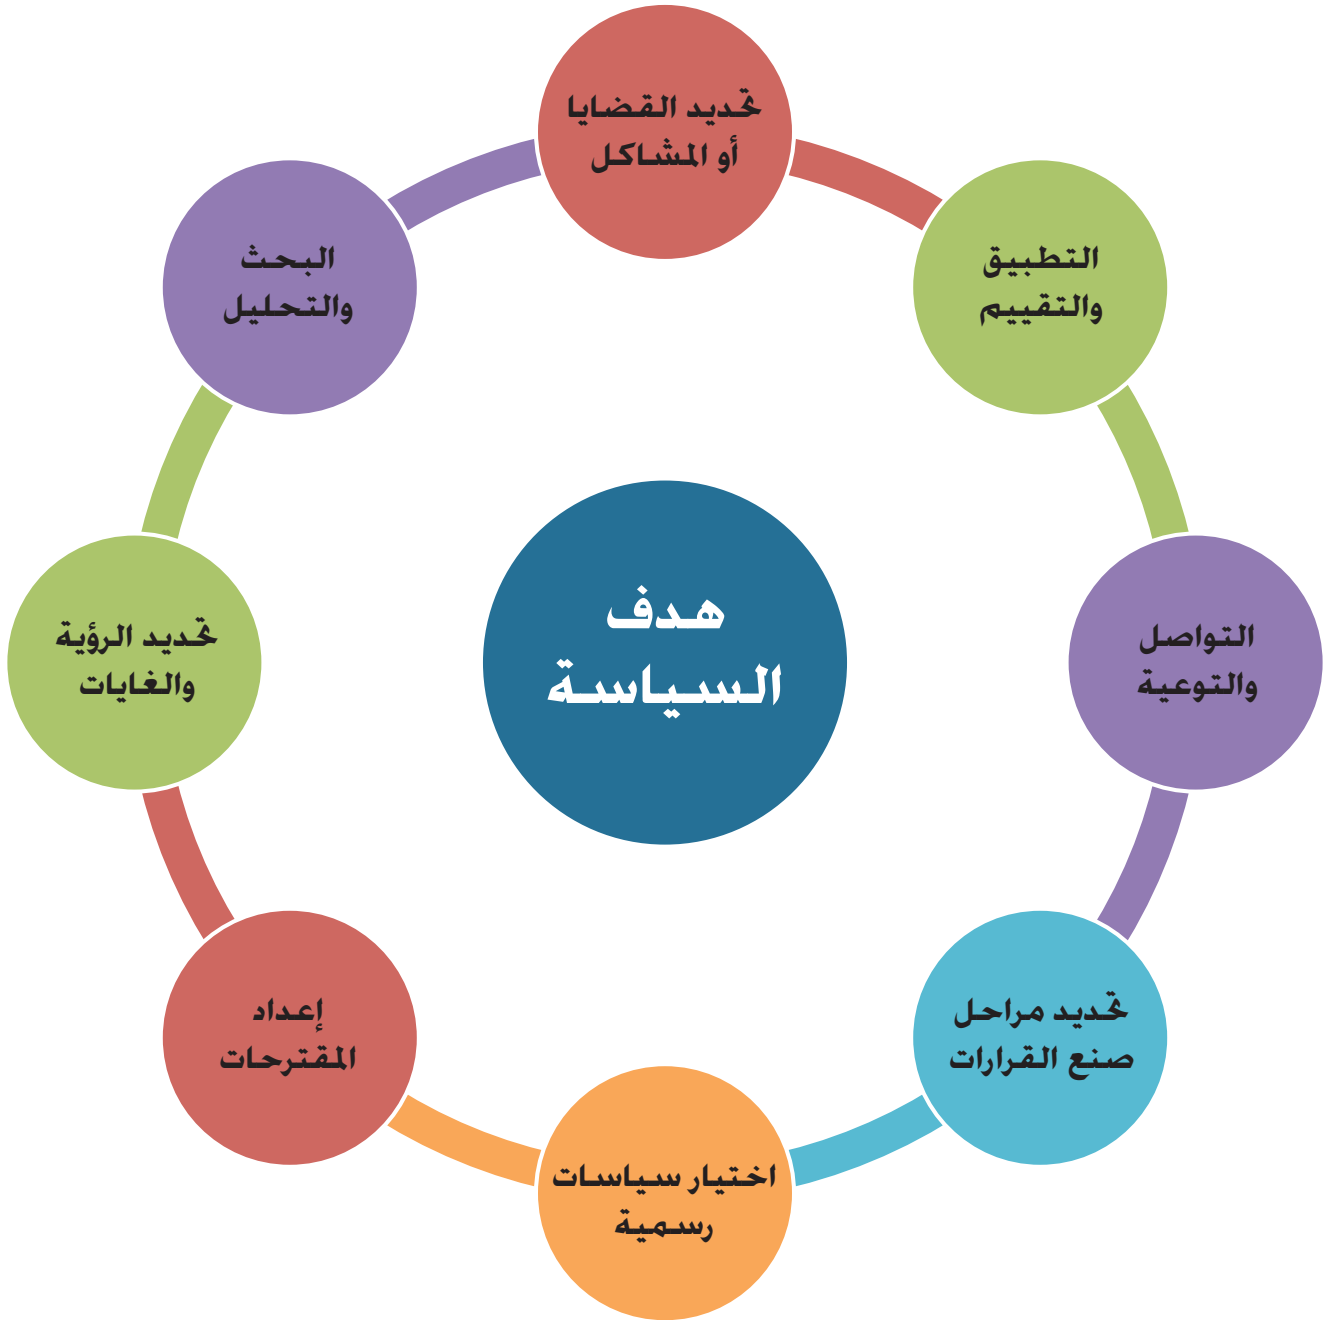 تحديد القضايا
أو المشاكل
البحث
والتحليل
تحديد الرؤية
والغايات
إعداد
المقترحات
اختيار سياسات
رسمية
تحديد مراحل
صنع القرارات
التواصل
والتوعية
التطبيق
والتقييم
هدف
السياسة